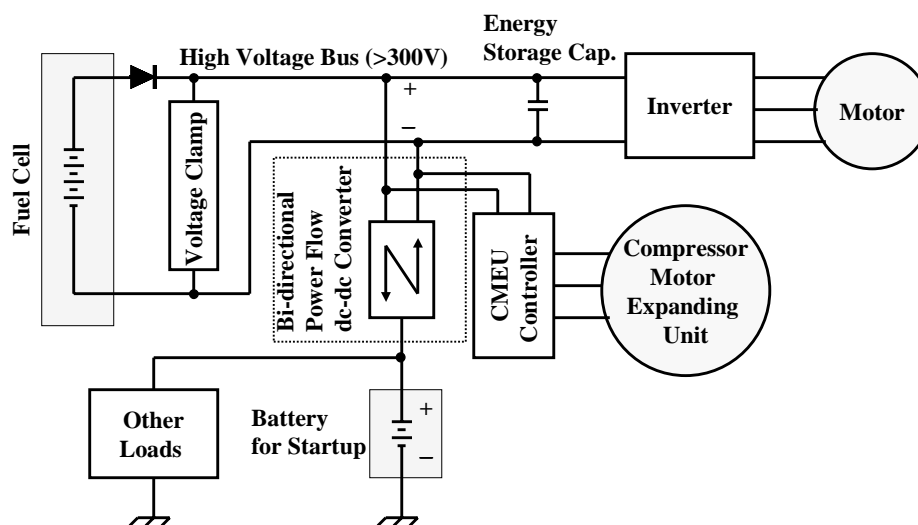 Energy
Storage Cap.
High Voltage Bus (>300V)
+
–
Fuel Cell
Voltage Clamp
Inverter
Motor
Bi-directional
Power Flow
dc-dc Converter
CMEU
Controller
Compressor
Motor
Expanding
Unit
Other
Loads
Battery
for Startup
+
–